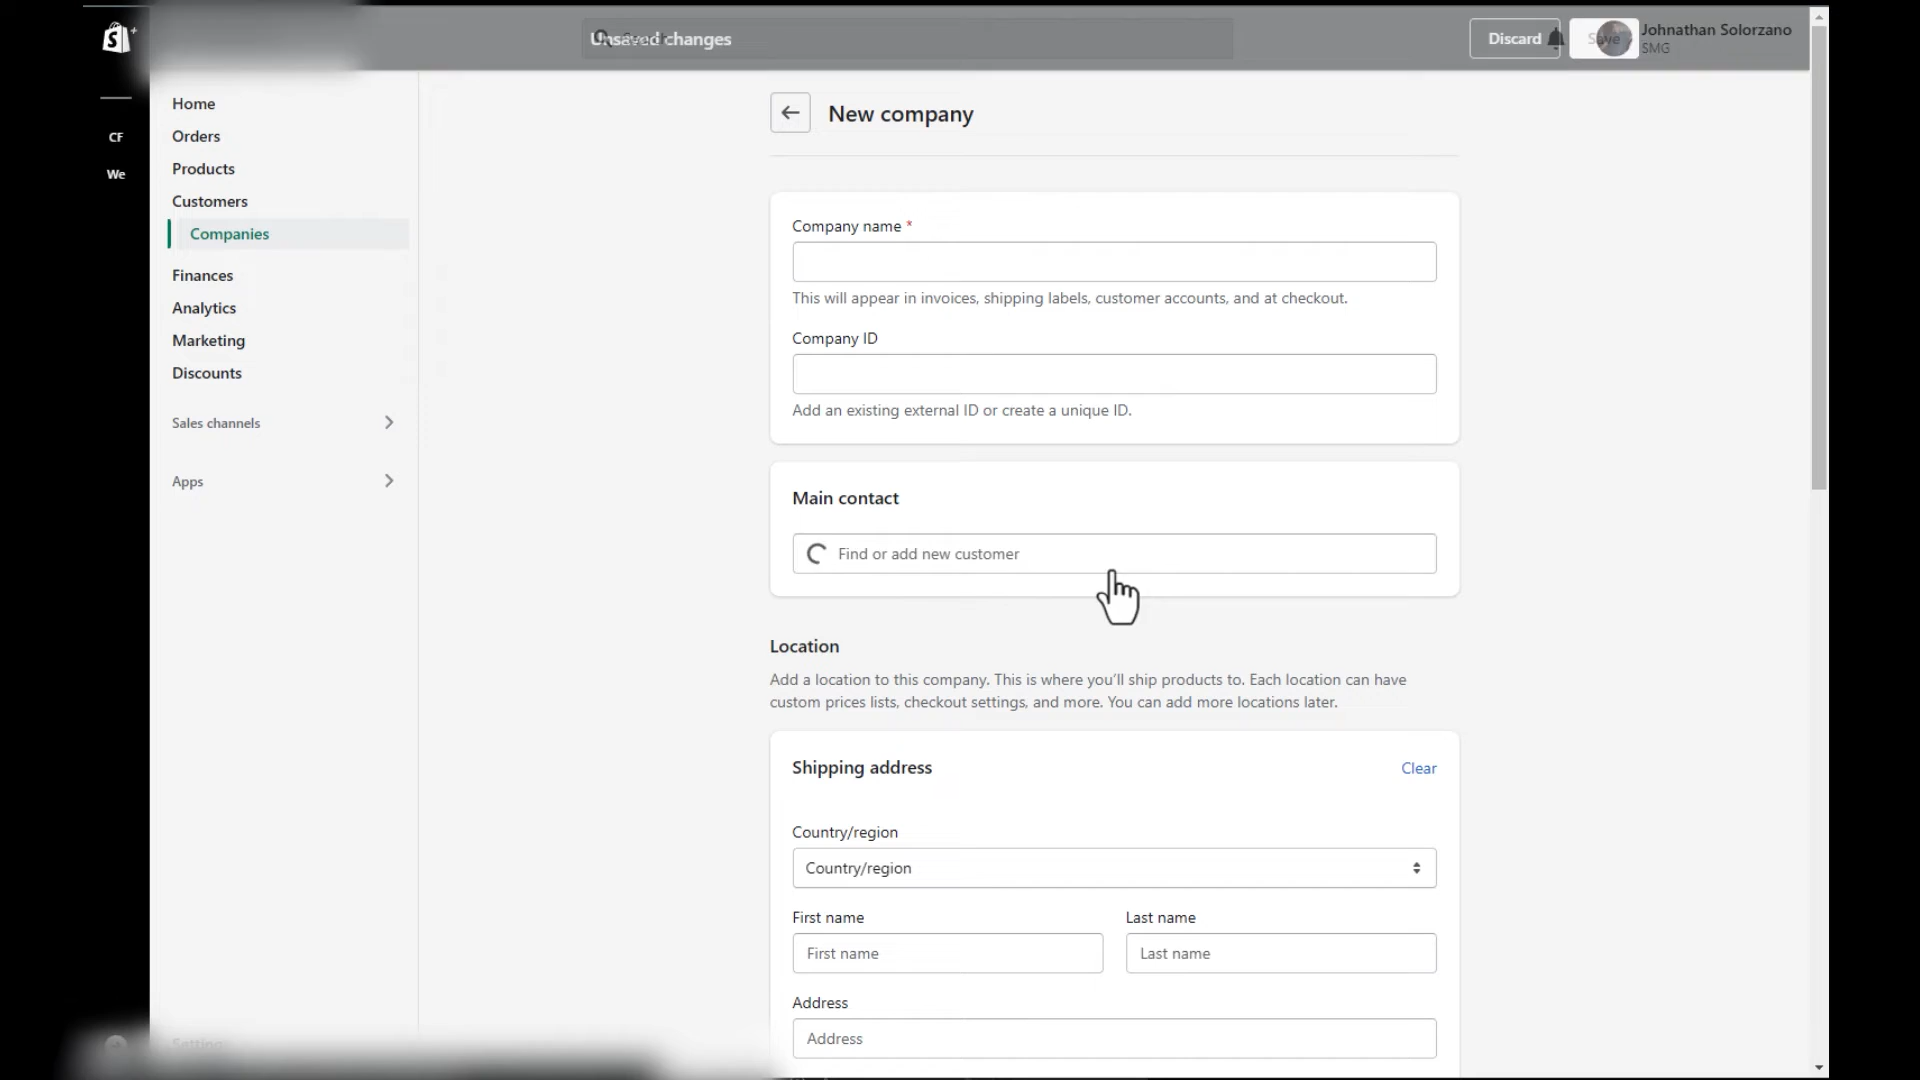 Unsaved changes
Discard
Save
Johnathan Solorzano
SMG
CF
We
Home
Orders
Products
Customers
Companies
Finances
Analytics
Marketing
Discounts
Sales channels
Apps
Settings
New company
Company name *
This will appear in invoices, shipping labels, customer accounts, and at checkout.
Company ID
Add an existing external ID or create a unique ID.
Main contact
Find or add new customer
Location
Add a location to this company. This is where you'll ship products to. Each location can have
custom prices lists, checkout settings, and more. You can add more locations later.
Shipping address
Clear
Country/region
Country/region
First name
Last name
First name
Last name
Address
Address